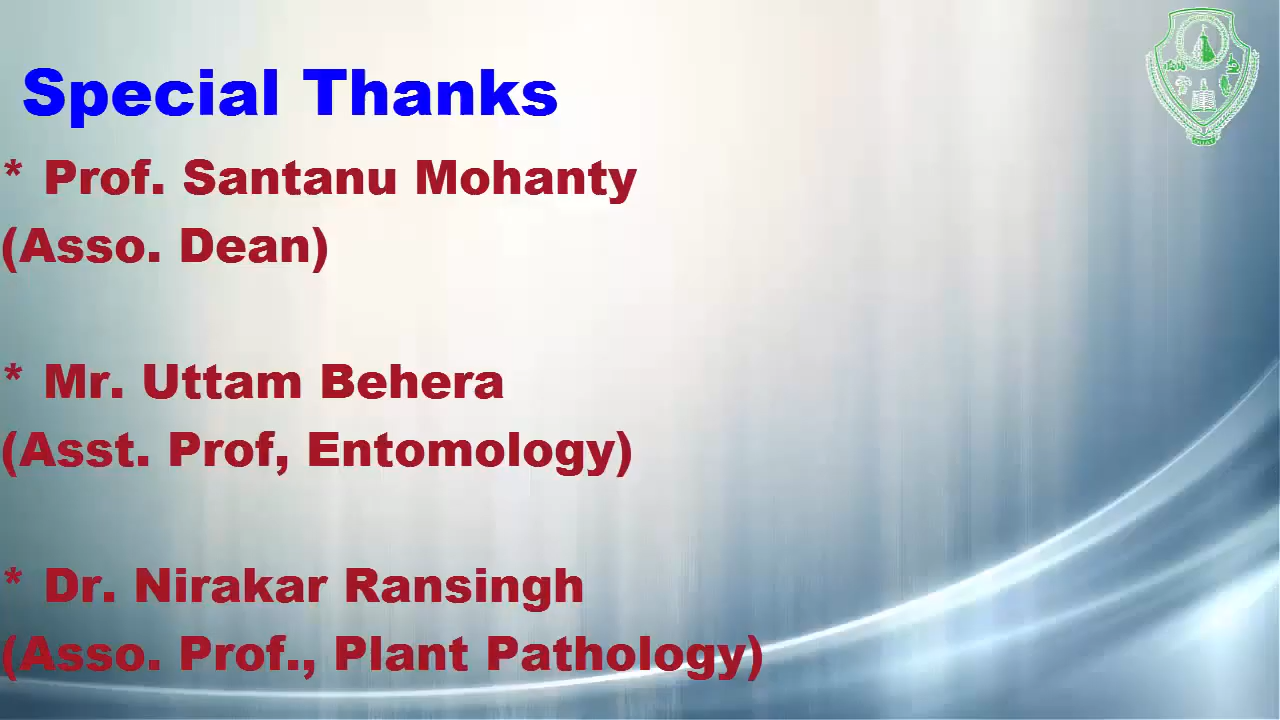 Special Thanks
* Prof. Santanu Mohanty
(Asso. Dean)
* Mr. Uttam Behera
(Asst. Prof, Entomology)
* Dr. Nirakar Ransingh
(Asso. Prof., Plant Pathology)